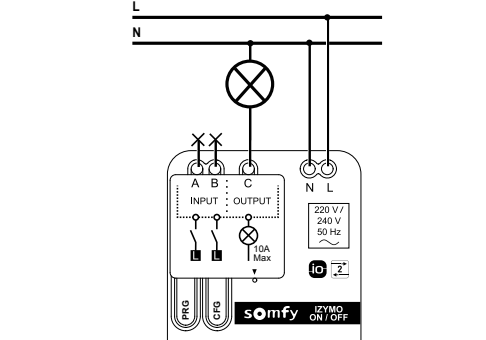 L
N
A B C N L
INPUT OUTPUT
220 V /
240 V
50 Hz
10A
Max
L L
io 2
PRG CFG
somfy
IZYMO
ON / OFF